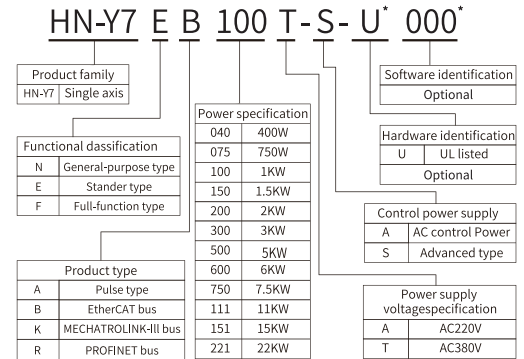 HN-Y7 E B 100 T-S-U* 000*
Product family
HN-Y7 Single axis
Functional dassification
N General-purpose type
E Stander type
F Full-function type
Product type
A Pulse type
B EtherCAT bus
K MECHATROLINK-III bus
R PROFINET bus
Power specification
040 400W
075 750W
100 1KW
150 1.5KW
200 2KW
300 3KW
500 5KW
600 6KW
750 7.5KW
111 11KW
151 15KW
221 22KW
Software identification
Optional
Hardware identification
U UL listed
Optional
Control power supply
A AC control Power
S Advanced type
Power supply
voltagespecification
A AC220V
T AC380V